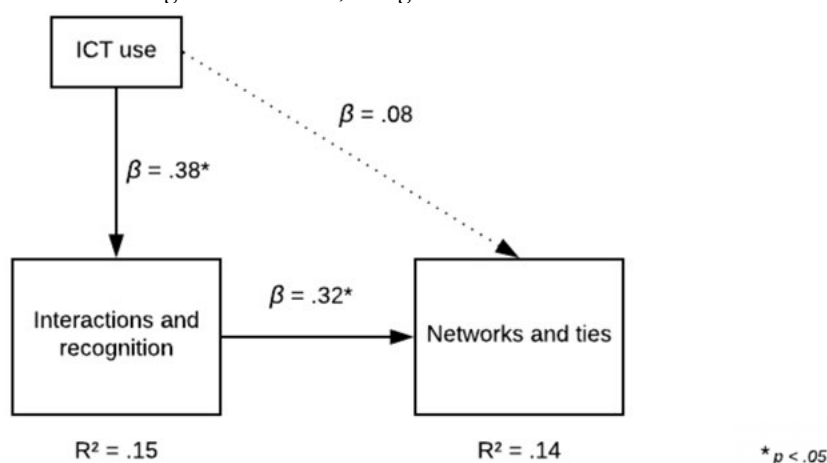 ICT use
β = .08
β = .38*
β = .32*
Interactions and
recognition
Networks and ties
R² = .15
R² = .14
* p < .05